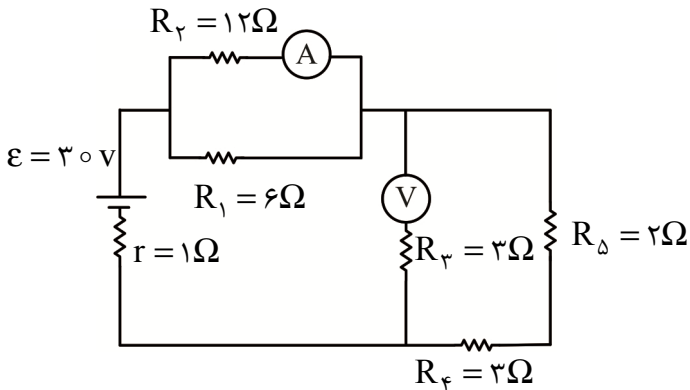 R₂ = ۱۲Ω
A
ε = ۳۰ v
R₁ = ۶Ω
V
r = ۱Ω
R₃ = ۳Ω
R₅ = ۲Ω
R₄ = ۳Ω